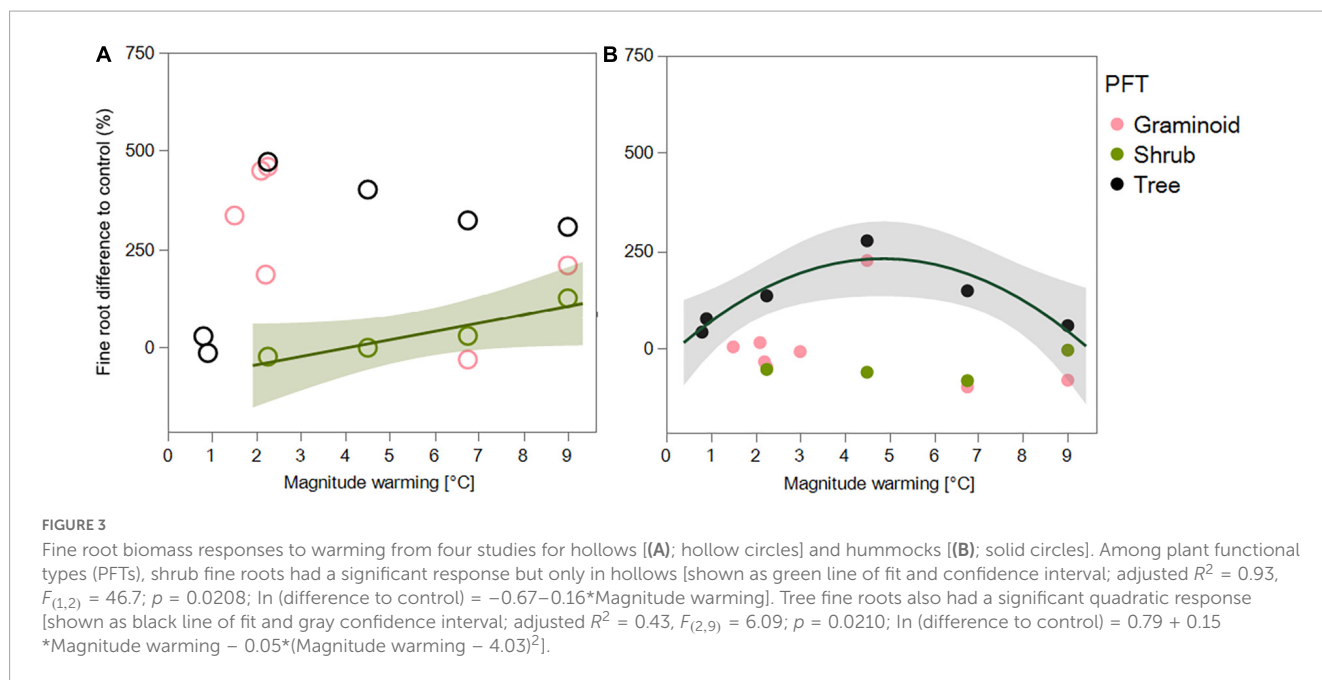 A
B
750
500
250
0
Fine root difference to control (%)
0 1 2 3 4 5 6 7 8 9
Magnitude warming [°C]
750
500
250
0
0 1 2 3 4 5 6 7 8 9
Magnitude warming [°C]
PFT
Graminoid
Shrub
Tree
FIGURE 3
Fine root biomass responses to warming from four studies for hollows [(A); hollow circles] and hummocks [(B); solid circles]. Among plant functional
types (PFTs), shrub fine roots had a significant response but only in hollows [shown as green line of fit and confidence interval; adjusted R² = 0.93,
F(1,2) = 46.7; p = 0.0208; In (difference to control) = −0.67–0.16*Magnitude warming]. Tree fine roots also had a significant quadratic response
[shown as black line of fit and gray confidence interval; adjusted R² = 0.43, F(2,9) = 6.09; p = 0.0210; In (difference to control) = 0.79 + 0.15
*Magnitude warming – 0.05*(Magnitude warming – 4.03)²].